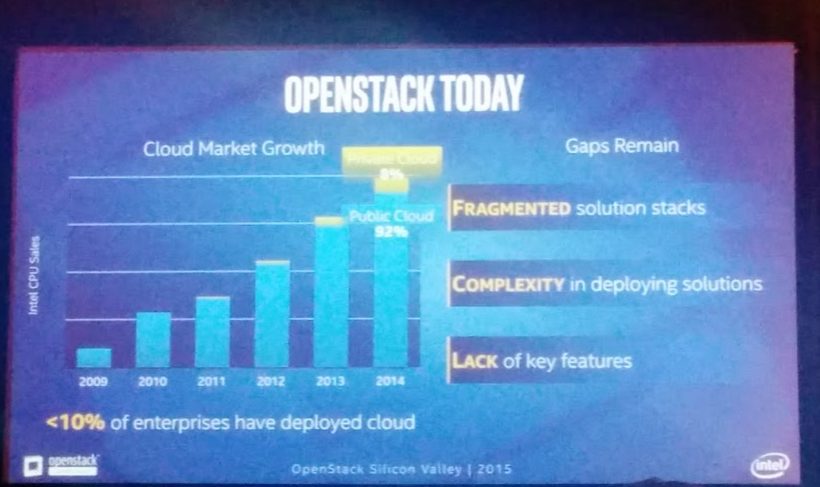 OPENSTACK TODAY
Cloud Market Growth
Gaps Remain
Private Cloud
8%
Public Cloud
92%
Intel CPU Sales
2009 2010 2011 2012 2013 2014
FRAGMENTED solution stacks
COMPLEXITY in deploying solutions
LACK of key features
<10% of enterprises have deployed cloud
openstack
OpenStack Silicon Valley | 2015
intel